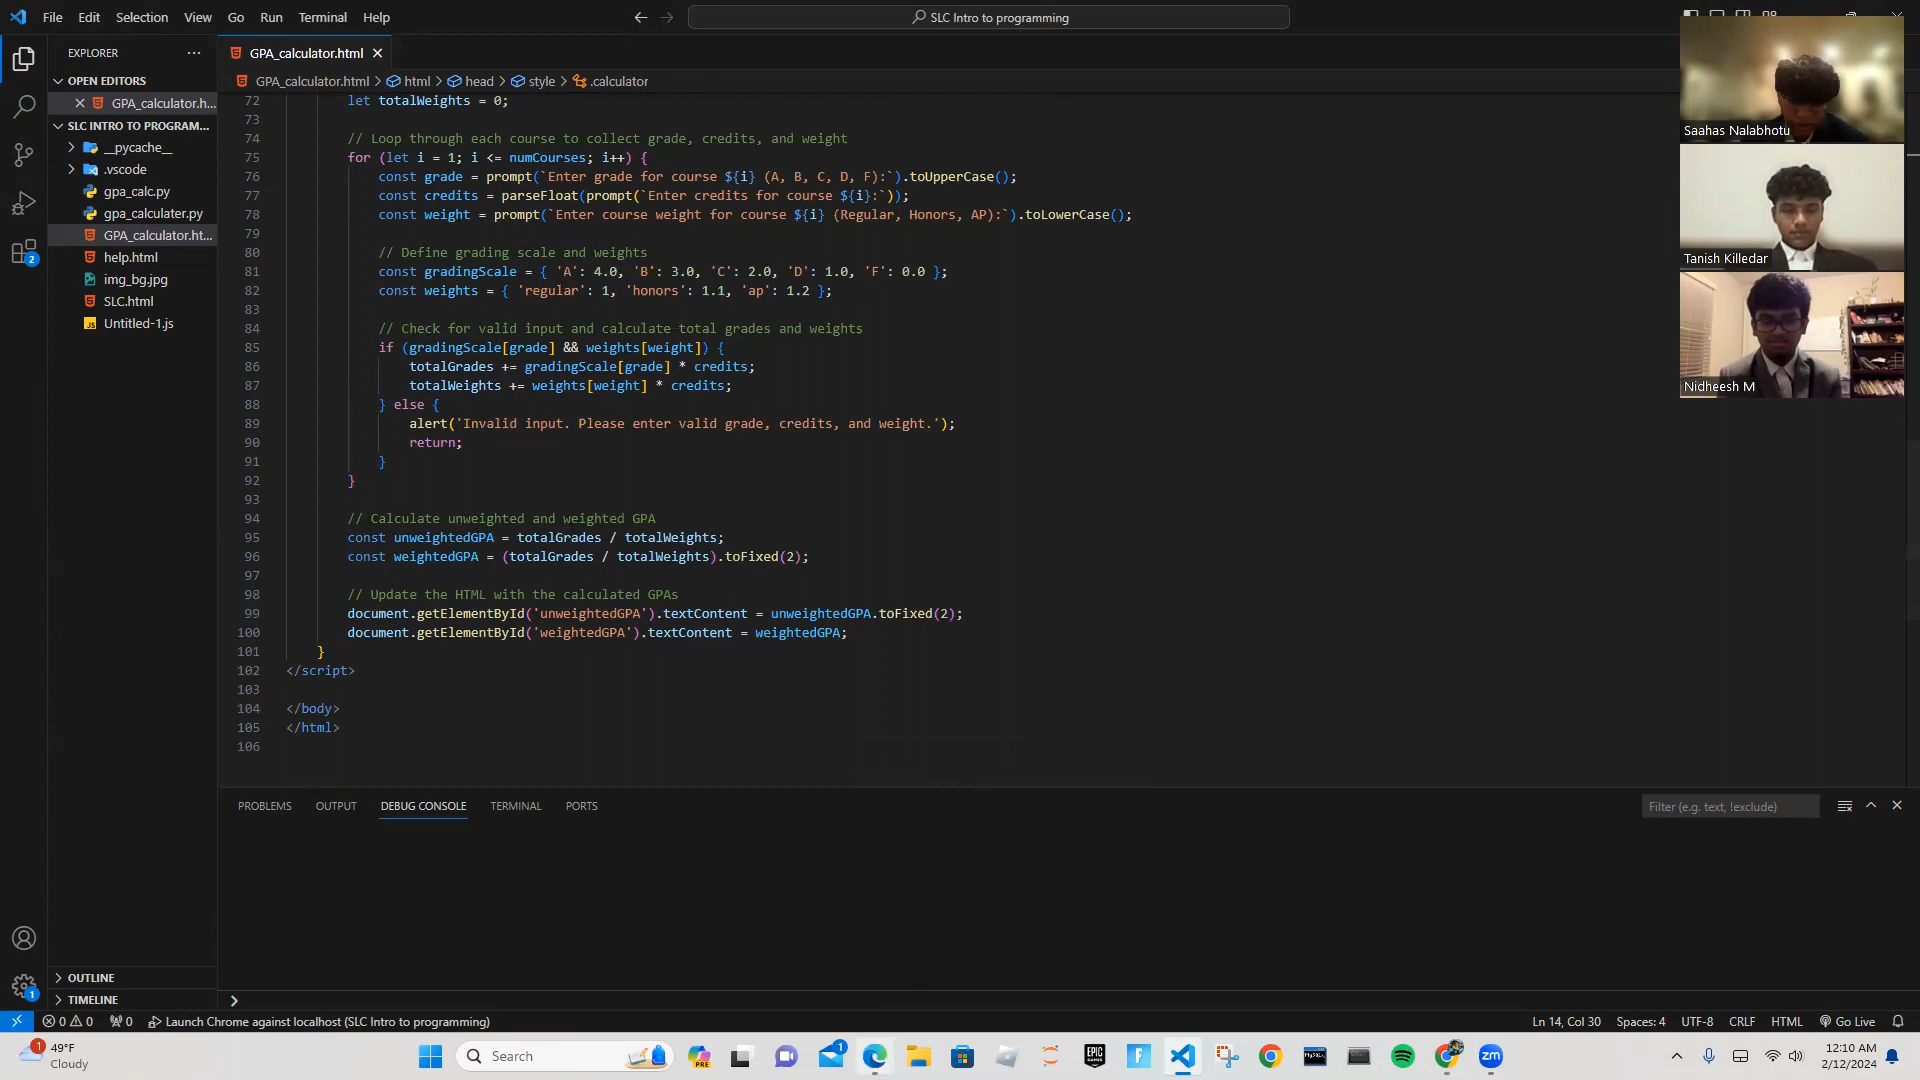 File Edit Selection View Go Run Terminal Help
SLC Intro to programming
EXPLORER
OPEN EDITORS
GPA_calculator.h...
SLC INTRO TO PROGRAM...
__pycache__
.vscode
gpa_calc.py
gpa_calculater.py
GPA_calculator.ht...
help.html
img_bg.jpg
SLC.html
JS Untitled-1.js
2
OUTLINE
TIMELINE
1
GPA_calculator.html
GPA_calculator.html > html > head > style > .calculator
72 let totalWeights = 0;
73
74 // Loop through each course to collect grade, credits, and weight
75 for (let i = 1; i <= numCourses; i++) {
76 const grade = prompt(`Enter grade for course ${i} (A, B, C, D, F):`).toUpperCase();
77 const credits = parseFloat(prompt(`Enter credits for course ${i}:`));
78 const weight = prompt(`Enter course weight for course ${i} (Regular, Honors, AP):`).toLowerCase();
79
80 // Define grading scale and weights
81 const gradingScale = { 'A': 4.0, 'B': 3.0, 'C': 2.0, 'D': 1.0, 'F': 0.0 };
82 const weights = { 'regular': 1, 'honors': 1.1, 'ap': 1.2 };
83
84 // Check for valid input and calculate total grades and weights
85 if (gradingScale[grade] && weights[weight]) {
86 totalGrades += gradingScale[grade] * credits;
87 totalWeights += weights[weight] * credits;
88 } else {
89 alert('Invalid input. Please enter valid grade, credits, and weight.');
90 return;
91 }
92 }
93
94 // Calculate unweighted and weighted GPA
95 const unweightedGPA = totalGrades / totalWeights;
96 const weightedGPA = (totalGrades / totalWeights).toFixed(2);
97
98 // Update the HTML with the calculated GPAs
99 document.getElementById('unweightedGPA').textContent = unweightedGPA.toFixed(2);
100 document.getElementById('weightedGPA').textContent = weightedGPA;
101 }
102 </script>
103
104 </body>
105 </html>
106
Saahas Nalabhotu
Tanish Killedar
Nidheesh M
PROBLEMS OUTPUT DEBUG CONSOLE TERMINAL PORTS
Filter (e.g. text, !exclude)
0 0 0 Launch Chrome against localhost (SLC Intro to programming)
Ln 14, Col 30 Spaces: 4 UTF-8 CRLF HTML Go Live
1
49°F
Cloudy
Search
PRE
1
EPIC GAMES
F
MySQL
zm
12:10 AM
2/12/2024